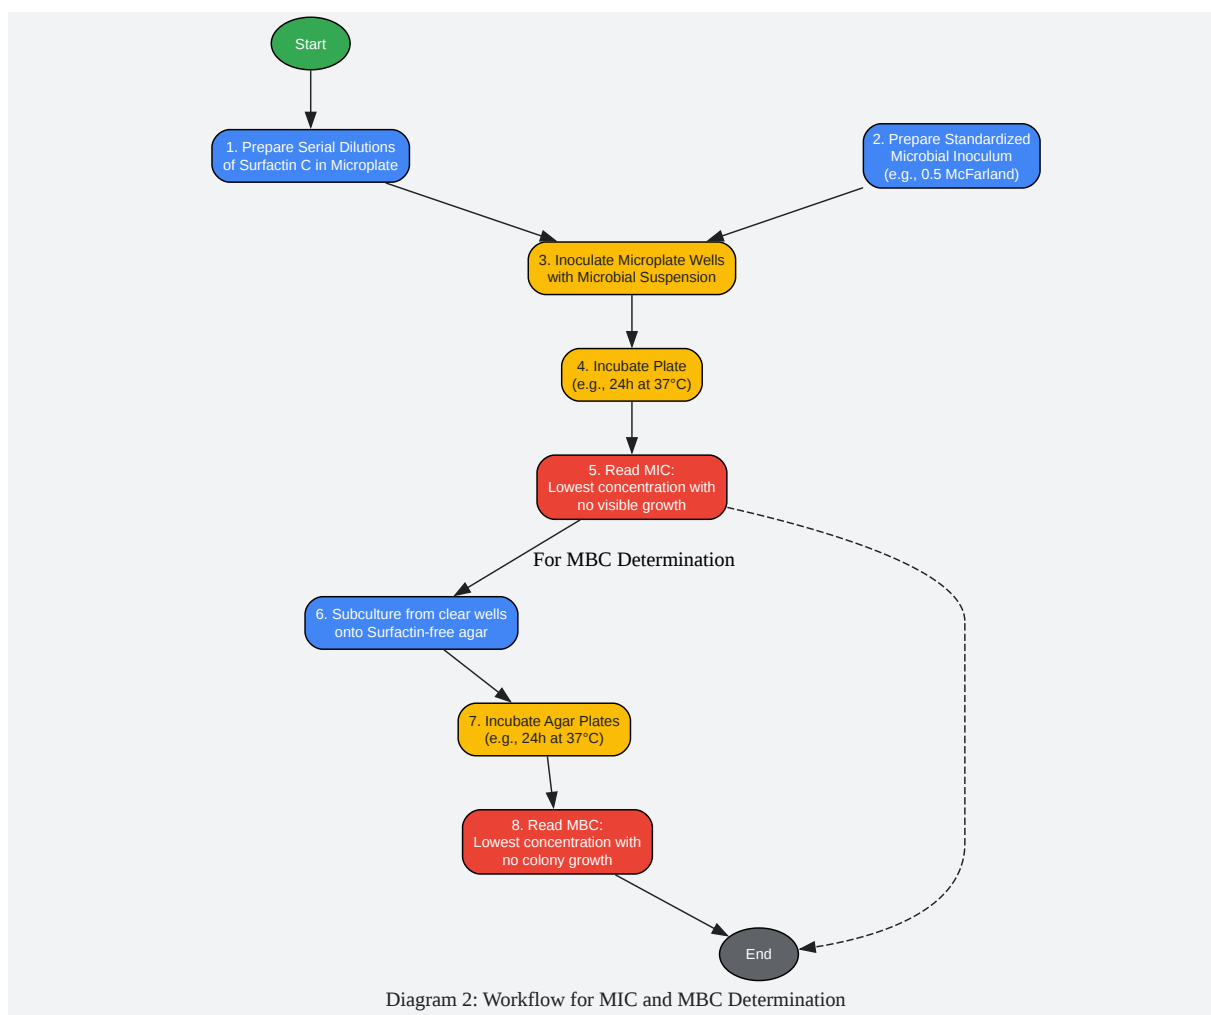 Start
1. Prepare Serial Dilutions
of Surfactin C in Microplate
2. Prepare Standardized
Microbial Inoculum
(e.g., 0.5 McFarland)
3. Inoculate Microplate Wells
with Microbial Suspension
4. Incubate Plate
(e.g., 24h at 37°C)
5. Read MIC:
Lowest concentration with
no visible growth
For MBC Determination
6. Subculture from clear wells
onto Surfactin-free agar
7. Incubate Agar Plates
(e.g., 24h at 37°C)
8. Read MBC:
Lowest concentration with
no colony growth
End
Diagram 2: Workflow for MIC and MBC Determination